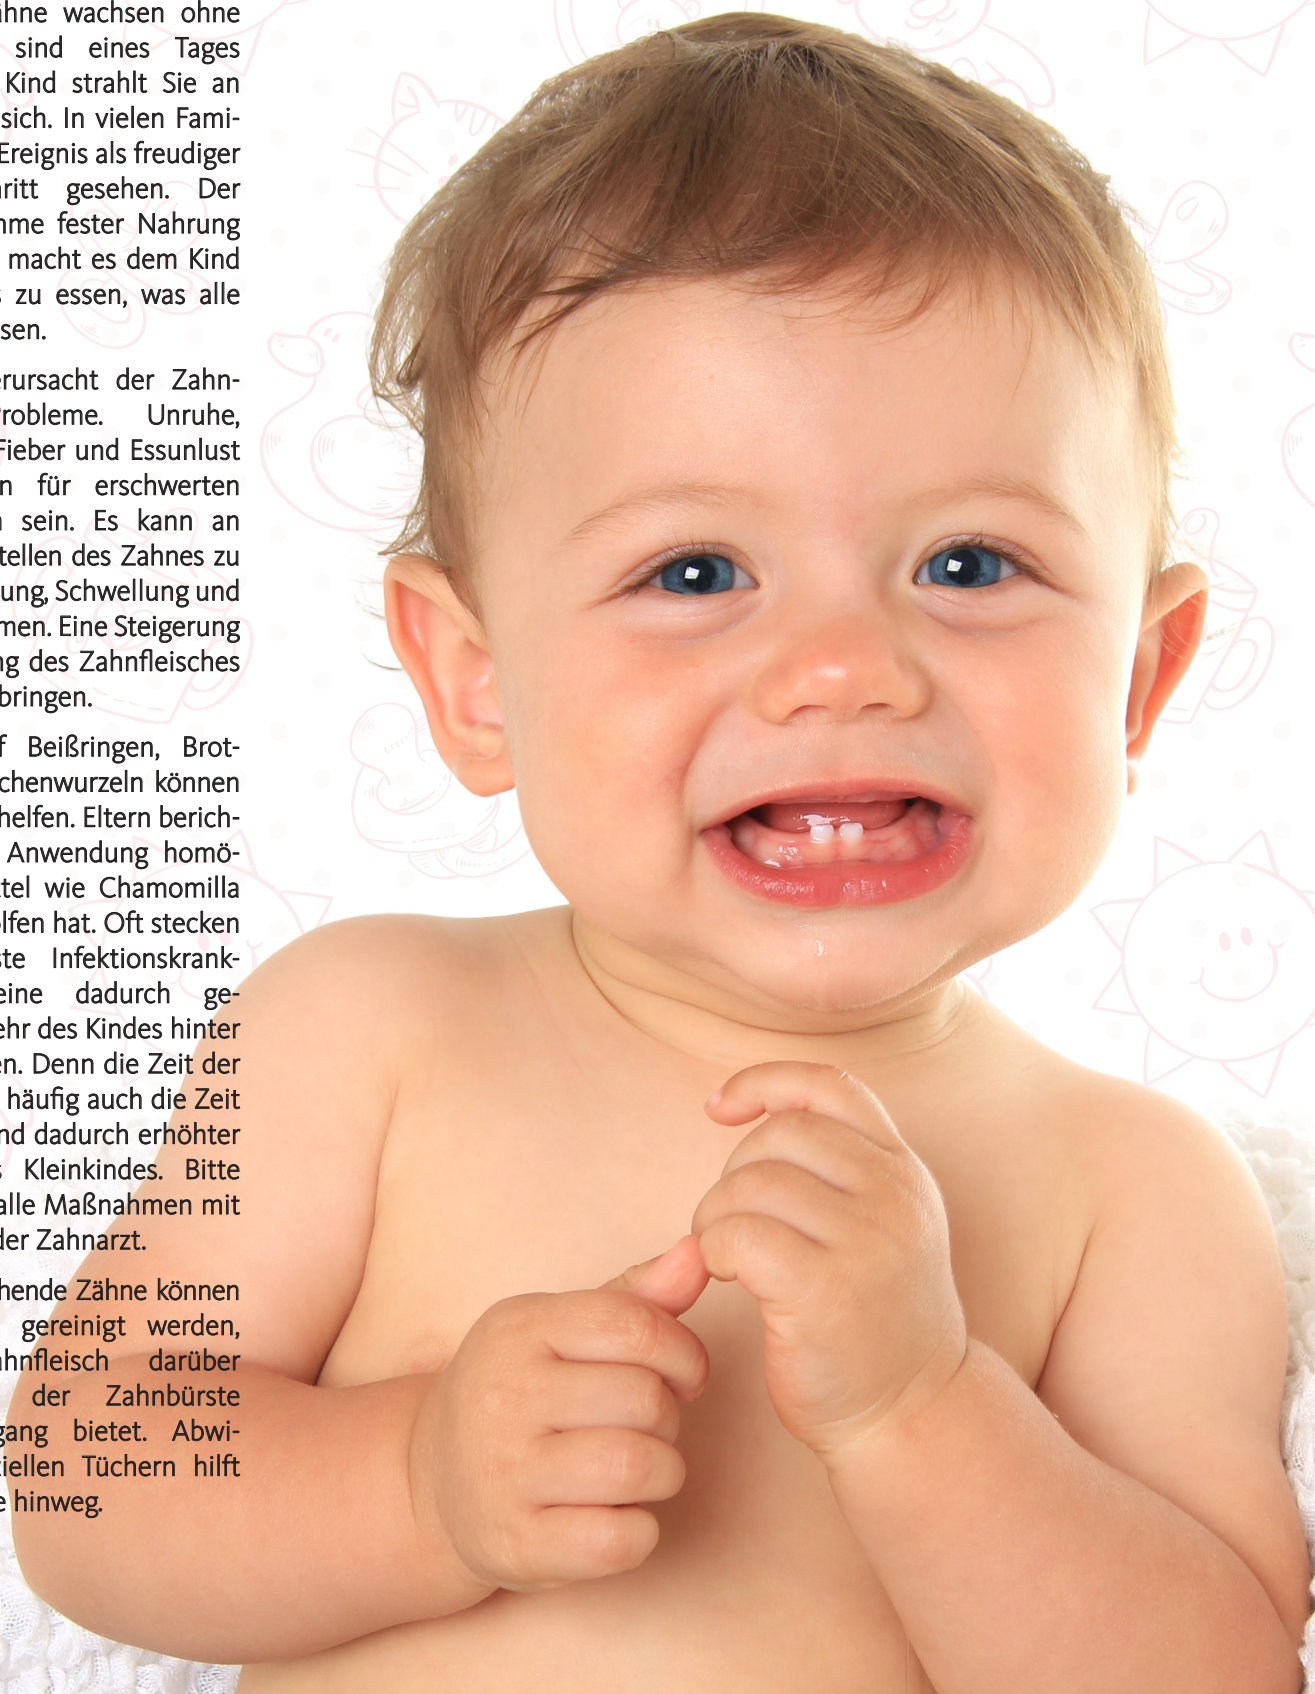 ähne wachsen ohne
sind eines Tages
Kind strahlt Sie an
sich. In vielen Fami-
Ereignis als freudiger
ritt gesehen. Der
hme fester Nahrung
macht es dem Kind
s zu essen, was alle
sen.
erursacht der Zahn-
Probleme. Unruhe,
Fieber und Essunlust
n für erschwerten
sein. Es kann an
tellen des Zahnes zu
ung, Schwellung und
men. Eine Steigerung
ng des Zahnfleisches
bringen.
f Beißringen, Brot-
chenwurzeln können
helfen. Eltern berich-
Anwendung homö-
tel wie Chamomilla
lfen hat. Oft stecken
ste Infektionskrank-
eine dadurch ge-
ehr des Kindes hinter
en. Denn die Zeit der
häufig auch die Zeit
nd dadurch erhöhter
s Kleinkindes. Bitte
alle Maßnahmen mit
der Zahnarzt.
hende Zähne können
gereinigt werden,
ahnfleisch darüber
der Zahnbürste
gang bietet. Abwi-
iellen Tüchern hilft
e hinweg.